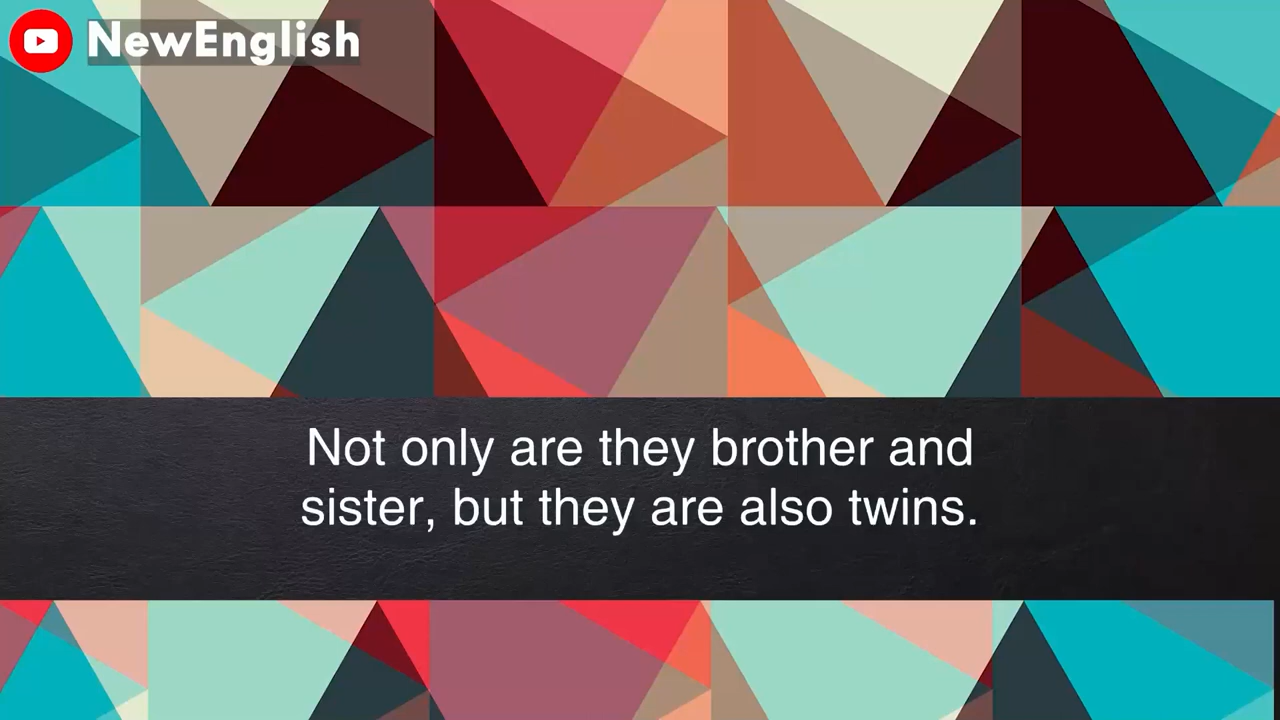 NewEnglish
Not only are they brother and
sister, but they are also twins.